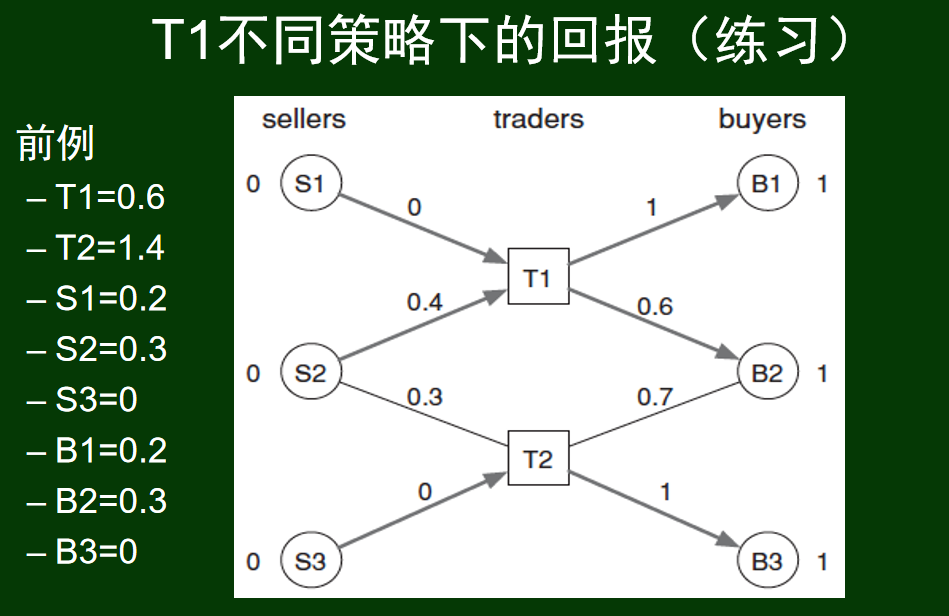 T1不同策略下的回报（练习）
前例
– T1=0.6
– T2=1.4
– S1=0.2
– S2=0.3
– S3=0
– B1=0.2
– B2=0.3
– B3=0
sellers traders buyers
0 S1 B1 1
0 1
T1
0.4 0.6
0 S2 B2 1
0.3 0.7
T2
0 1
0 S3 B3 1